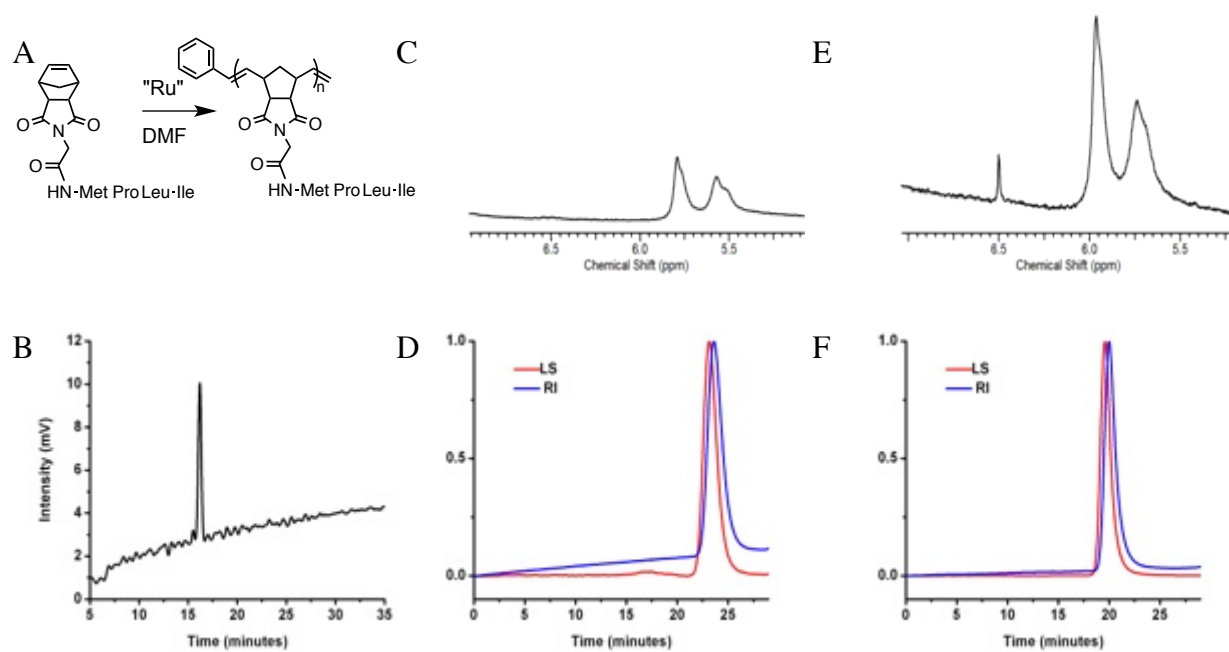 A
"Ru"
DMF
n
O
N
O
O
HN-Met ProLeu-Ile
O
N
O
O
HN-Met ProLeu-Ile
C
6.5
6.0
5.5
Chemical Shift (ppm)
E
6.5
6.0
5.5
Chemical Shift (ppm)
B
Intensity (mV)
12
10
8
6
4
2
0
5
10
15
20
25
30
35
Time (minutes)
D
LS
RI
1.0
0.5
0.0
0
5
10
15
20
25
Time (minutes)
F
LS
RI
1.0
0.5
0.0
0
5
10
15
20
25
Time (minutes)